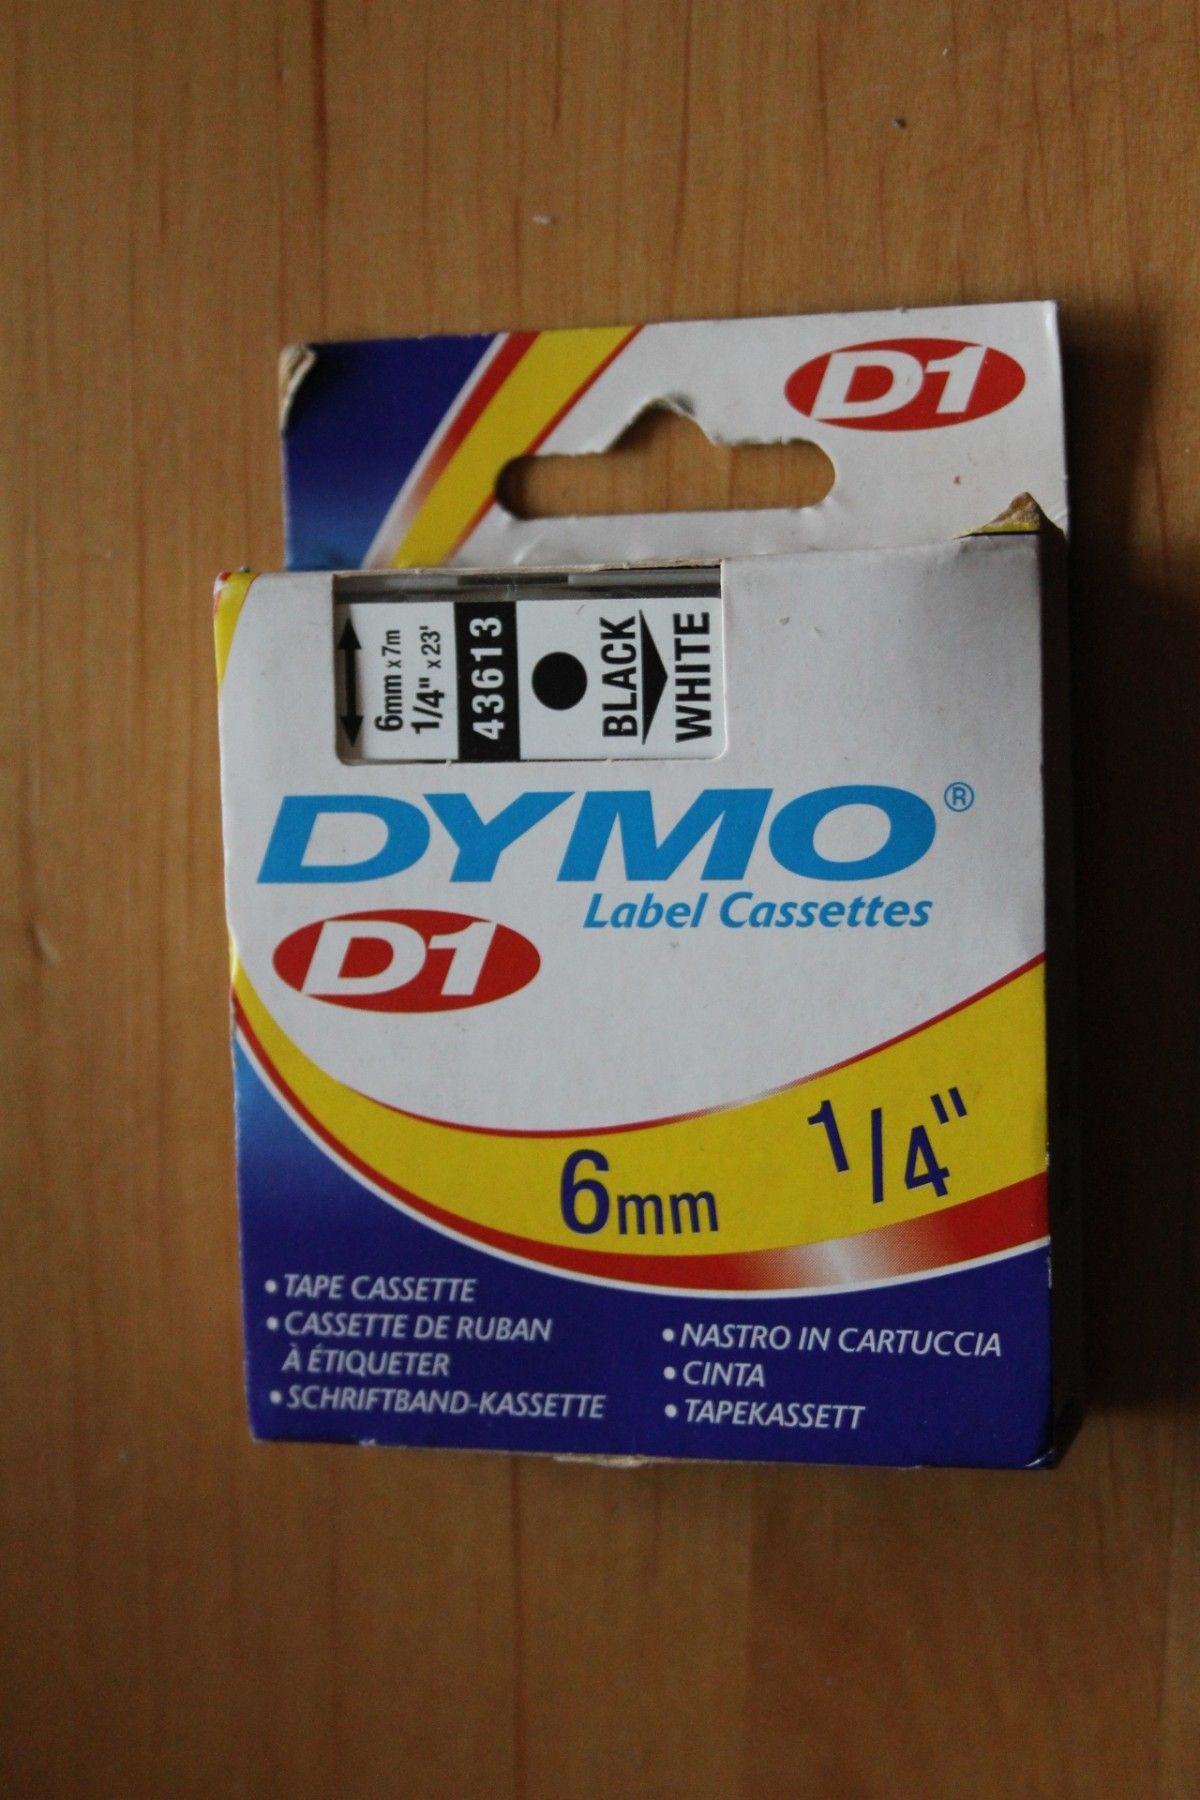 D1
6mm x 7m
1/4" x 23'
43613
BLACK
WHITE
DYMO®
Label Cassettes
D1
6mm 1/4"
• TAPE CASSETTE
• CASSETTE DE RUBAN
À ÉTIQUETER
• SCHRIFTBAND-KASSETTE
• NASTRO IN CARTUCCIA
• CINTA
• TAPEKASSETT